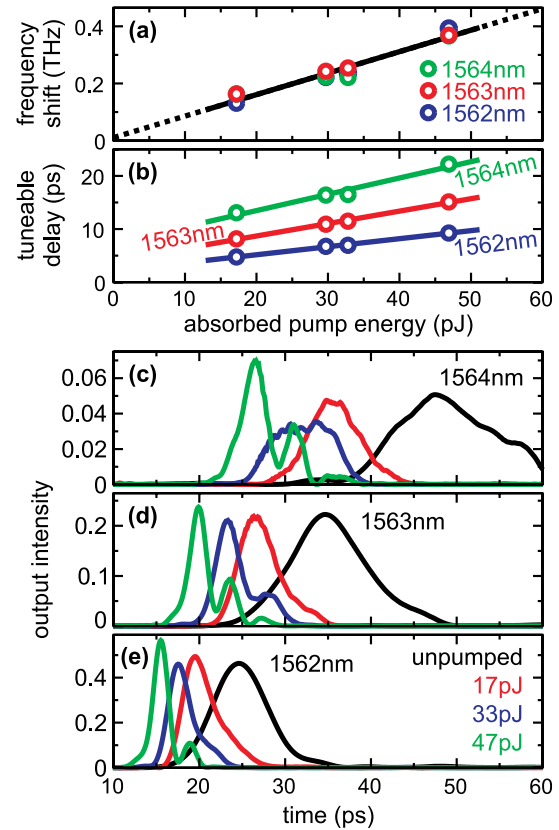 (a)
frequency
shift (THz)
0.4
0.2
0
1564nm
1563nm
1562nm
(b)
tuneable
delay (ps)
20
10
0
1563nm
1564nm
1562nm
0 10 20 30 40 50 60
absorbed pump energy (pJ)
(c)
1564nm
0.06
0.04
0.02
0
(d)
1563nm
0.2
0.1
0
output intensity
(e)
1562nm
unpumped
17pJ
33pJ
47pJ
0.4
0.2
0
10 20 30 40 50 60
time (ps)